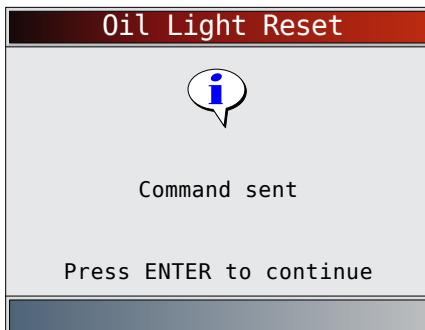 Oil Light Reset
i
Command sent
Press ENTER to continue